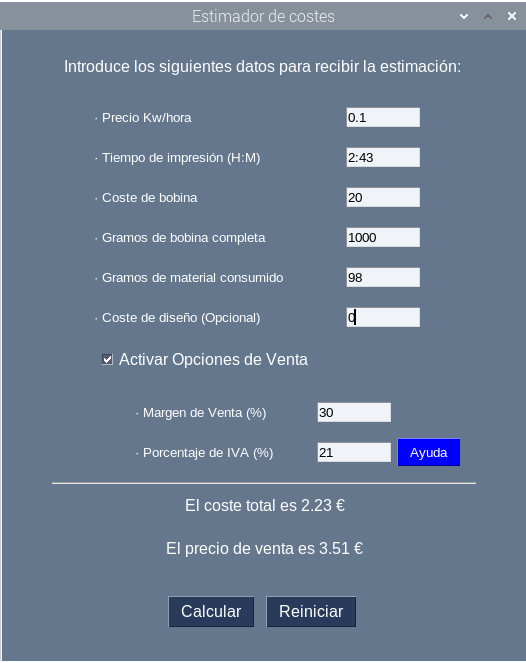 Estimador de costes
Introduce los siguientes datos para recibir la estimación:
· Precio Kw/hora 0.1
· Tiempo de impresión (H:M) 2:43
· Coste de bobina 20
· Gramos de bobina completa 1000
· Gramos de material consumido 98
· Coste de diseño (Opcional) 0
Activar Opciones de Venta
· Margen de Venta (%) 30
· Porcentaje de IVA (%) 21 Ayuda
El coste total es 2.23 €
El precio de venta es 3.51 €
Calcular Reiniciar